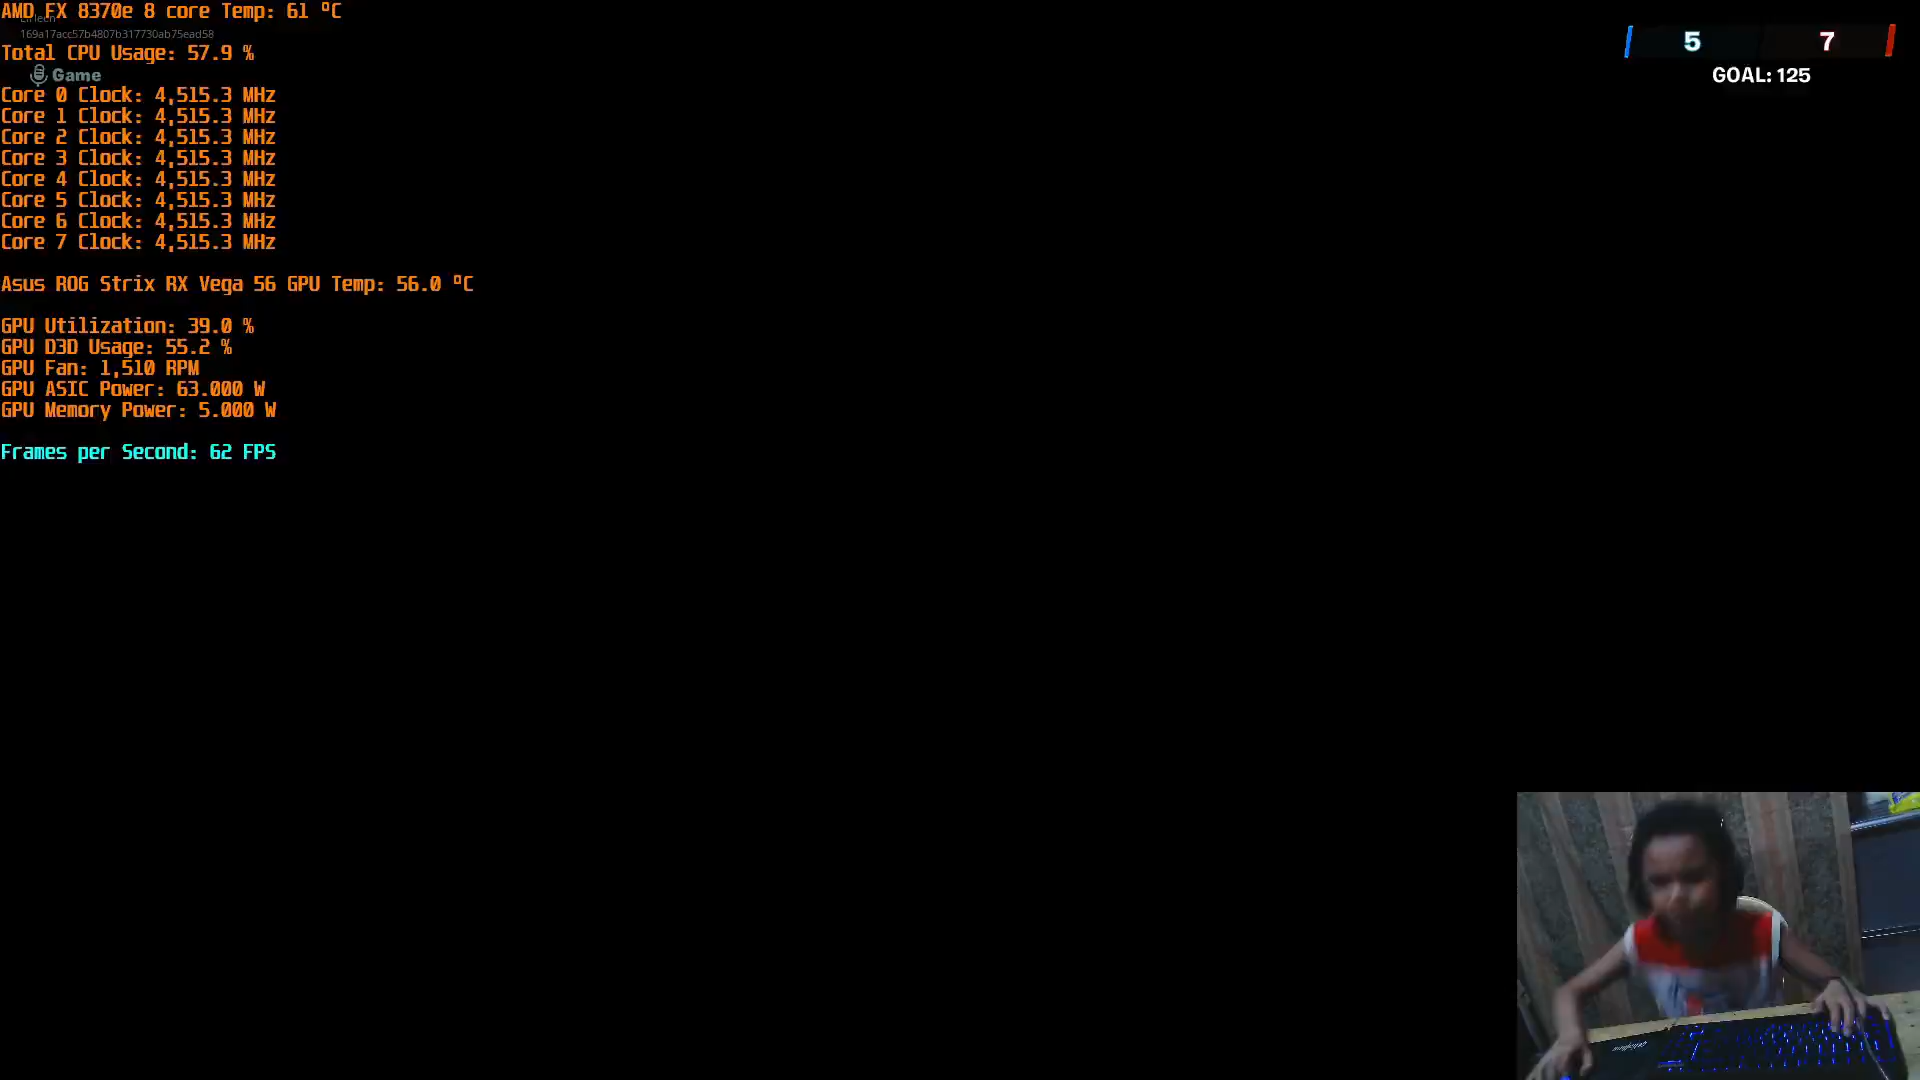 AMD FX 8370e 8 core Temp: 61 ºC
169a17acc57b4807b317730ab75ead58
Total CPU Usage: 57.9 %
Game
Core 0 Clock: 4,515.3 MHz
Core 1 Clock: 4,515.3 MHz
Core 2 Clock: 4,515.3 MHz
Core 3 Clock: 4,515.3 MHz
Core 4 Clock: 4,515.3 MHz
Core 5 Clock: 4,515.3 MHz
Core 6 Clock: 4,515.3 MHz
Core 7 Clock: 4,515.3 MHz
Asus ROG Strix RX Vega 56 GPU Temp: 56.0 ºC
GPU Utilization: 39.0 %
GPU D3D Usage: 55.2 %
GPU Fan: 1,510 RPM
GPU ASIC Power: 63.000 W
GPU Memory Power: 5.000 W
Frames per Second: 62 FPS
5 7
GOAL: 125